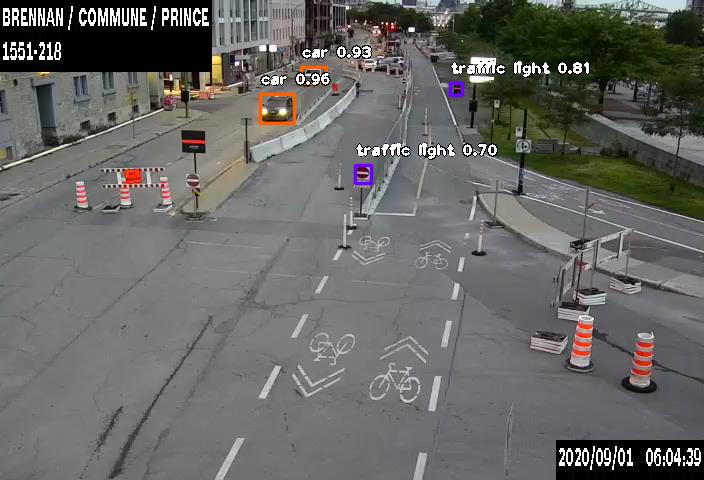 BRENNAN / COMMUNE / PRINCE
1551-218
car 0.93
car 0.96
traffic light 0.81
traffic light 0.70
2020/09/01 06:04:39